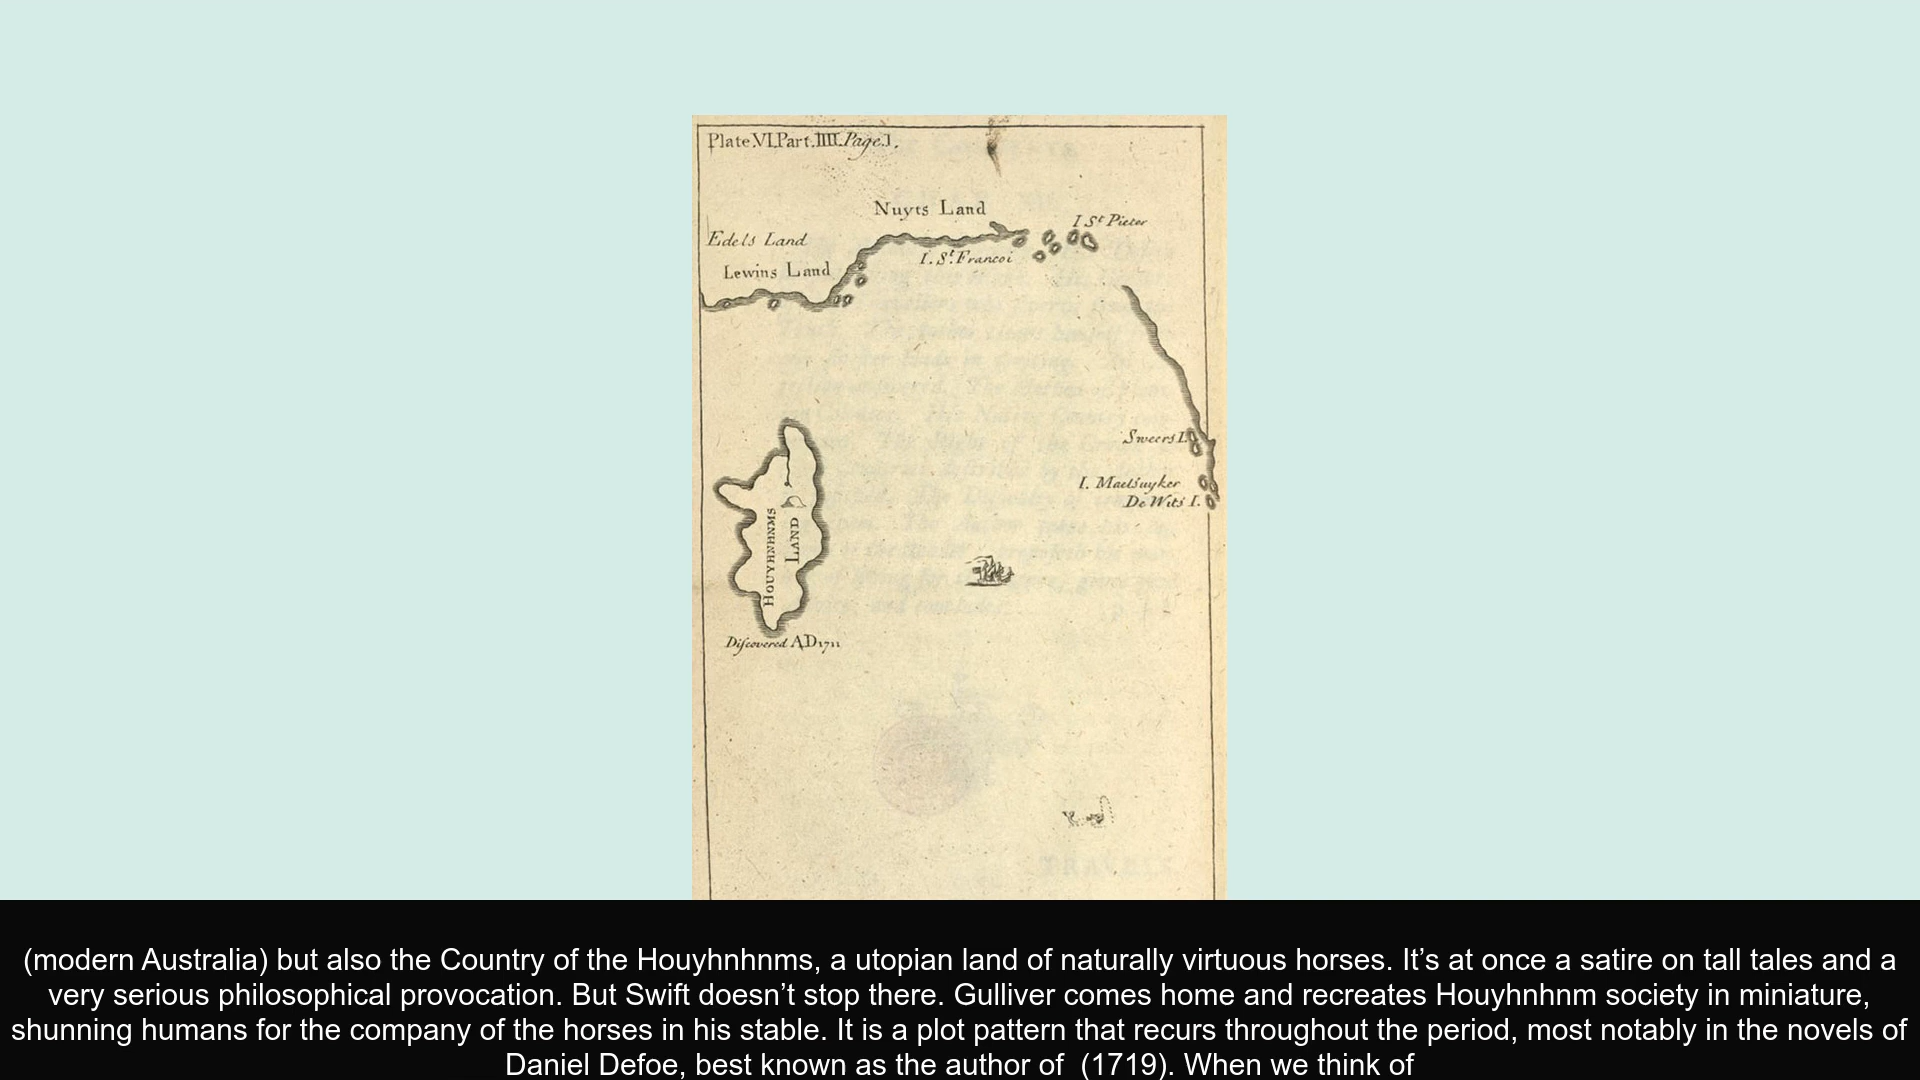 Plate.VI.Part.IIII.Page.I.
Nuyts Land
I St Pieter
Edels Land
I. St. Francoi
Lewins Land
Sweers I.
I. Maelsuyker
De Wits I.
HOUYHNHNMS
LAND
Discovered AD 1711
(modern Australia) but also the Country of the Houyhnhnms, a utopian land of naturally virtuous horses. It’s at once a satire on tall tales and a
very serious philosophical provocation. But Swift doesn’t stop there. Gulliver comes home and recreates Houyhnhnm society in miniature,
shunning humans for the company of the horses in his stable. It is a plot pattern that recurs throughout the period, most notably in the novels of
Daniel Defoe, best known as the author of (1719). When we think of